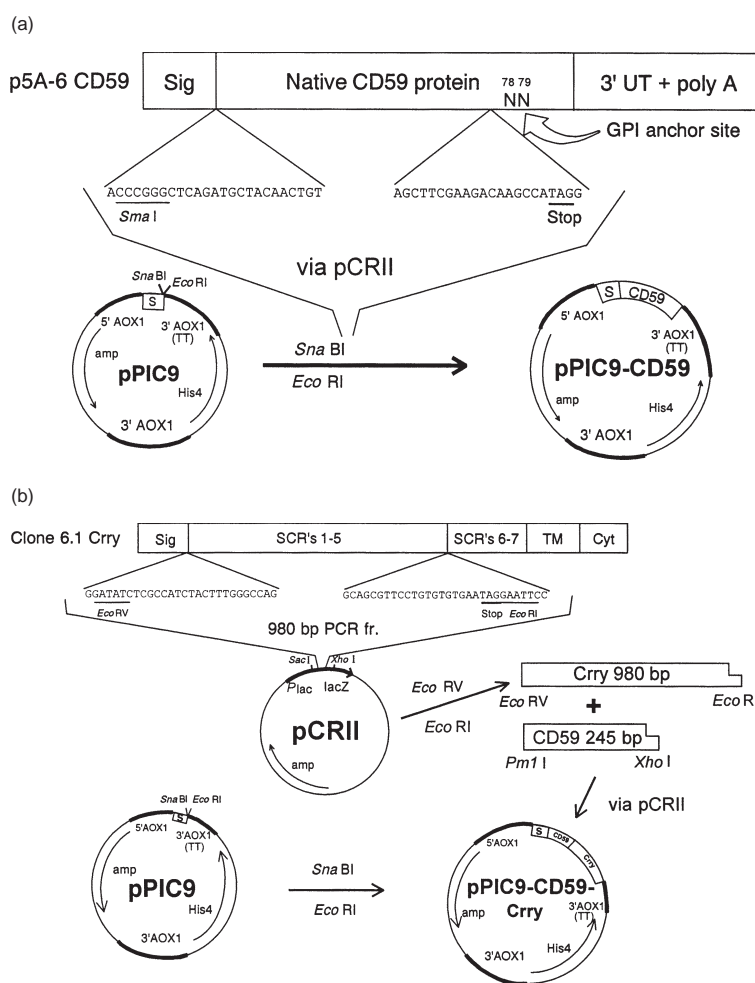 (a)
p5A-6 CD59
Sig
Native CD59 protein
78 79
NN
3' UT + poly A
GPI anchor site
ACCCGGGCTCAGATGCTACAACTGT
AGCTTCGAAGACAAGCCATAGG
Sma I
Stop
via pCRII
Sna BI
Eco RI
S
5' AOX1
3' AOX1
(TT)
amp
pPIC9
His4
3' AOX1
Sna BI
Eco RI
S
CD59
5' AOX1
3' AOX1
(TT)
pPIC9-CD59
amp
His4
3' AOX1
(b)
Clone 6.1 Crry
Sig
SCR's 1-5
SCR's 6-7
TM
Cyt
GGATATCTCGCCATCTACTTTGGGCCAG
GCAGCGTTCCTGTGTGTGAATAGGAATTCC
Eco RV
Stop Eco RI
980 bp PCR fr.
Sac I
Xho I
Plac
lacZ
pCRII
amp
Eco RV
Eco RI
Crry 980 bp
Eco RV
Eco R
+
CD59 245 bp
Pm1 I
Xho I
via pCRII
Sna BI Eco RI
S
5'AOX1
3'AOX1
(TT)
amp
pPIC9
His4
3'AOX1
Sna BI
Eco RI
S
CD59
Crry
5'AOX1
pPIC9-CD59-
Crry
amp
3'AOX1
(TT)
His4
3'AOX1